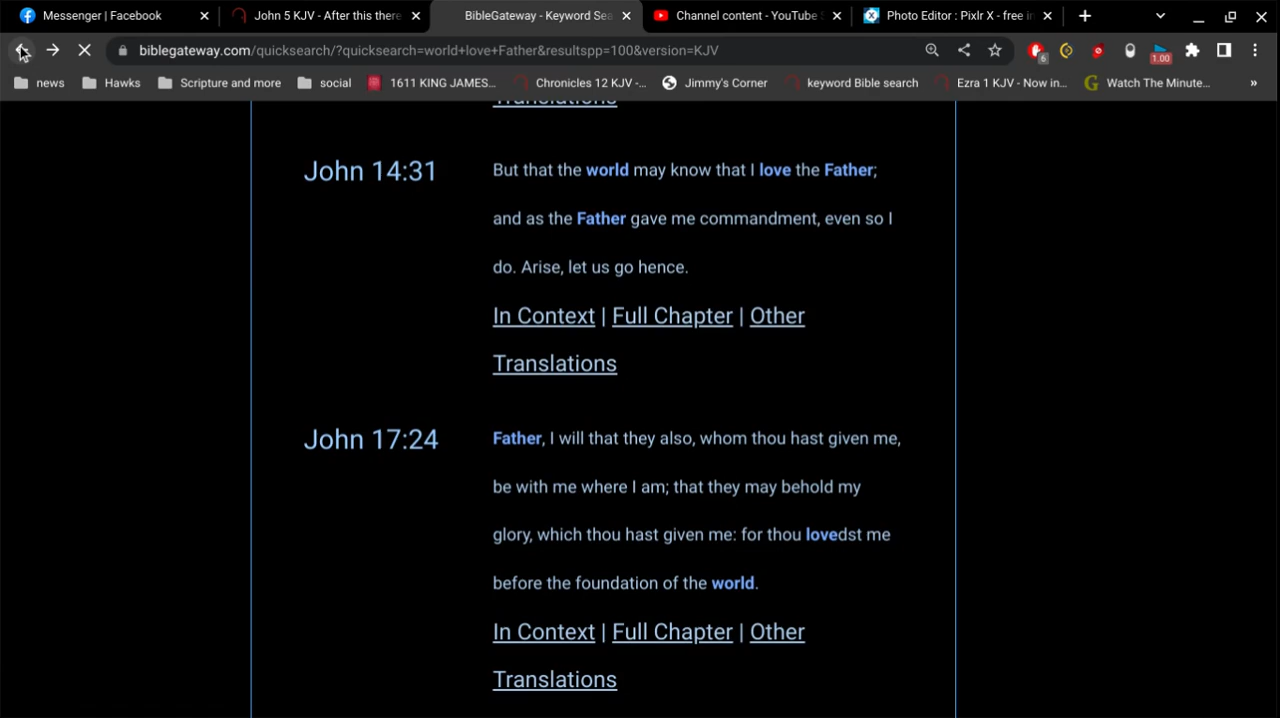 Messenger | Facebook
John 5 KJV - After this there
BibleGateway - Keyword Sea
Channel content - YouTube S
Photo Editor : Pixlr X - free in
biblegateway.com/quicksearch/?quicksearch=world+love+Father&resultspp=100&version=KJV
6
1.00
news
Hawks
Scripture and more
social
1611 KING JAMES...
Chronicles 12 KJV -...
Jimmy's Corner
keyword Bible search
Ezra 1 KJV - Now in...
Watch The Minute...
»
Translations
John 14:31
But that the world may know that I love the Father;
and as the Father gave me commandment, even so I
do. Arise, let us go hence.
In Context | Full Chapter | Other
Translations
John 17:24
Father, I will that they also, whom thou hast given me,
be with me where I am; that they may behold my
glory, which thou hast given me: for thou lovedst me
before the foundation of the world.
In Context | Full Chapter | Other
Translations